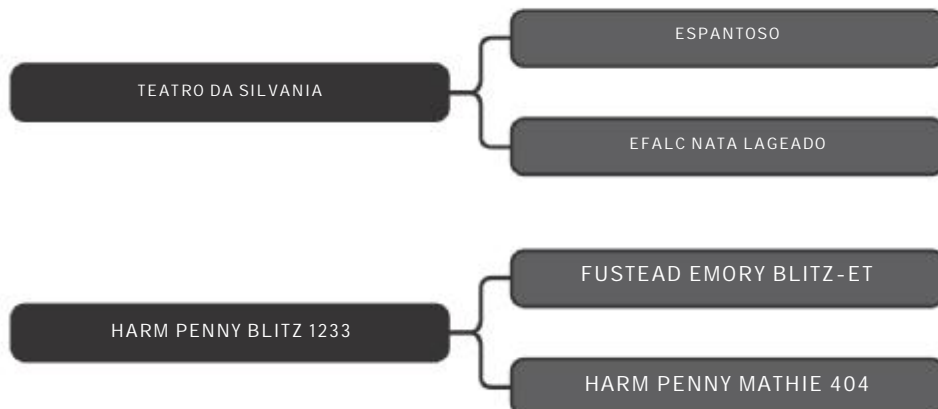 ESPANTOSO
TEATRO DA SILVANIA
EFALC NATA LAGEADO
FUSTEAD EMORY BLITZ-ET
HARM PENNY BLITZ 1233
HARM PENNY MATHIE 404